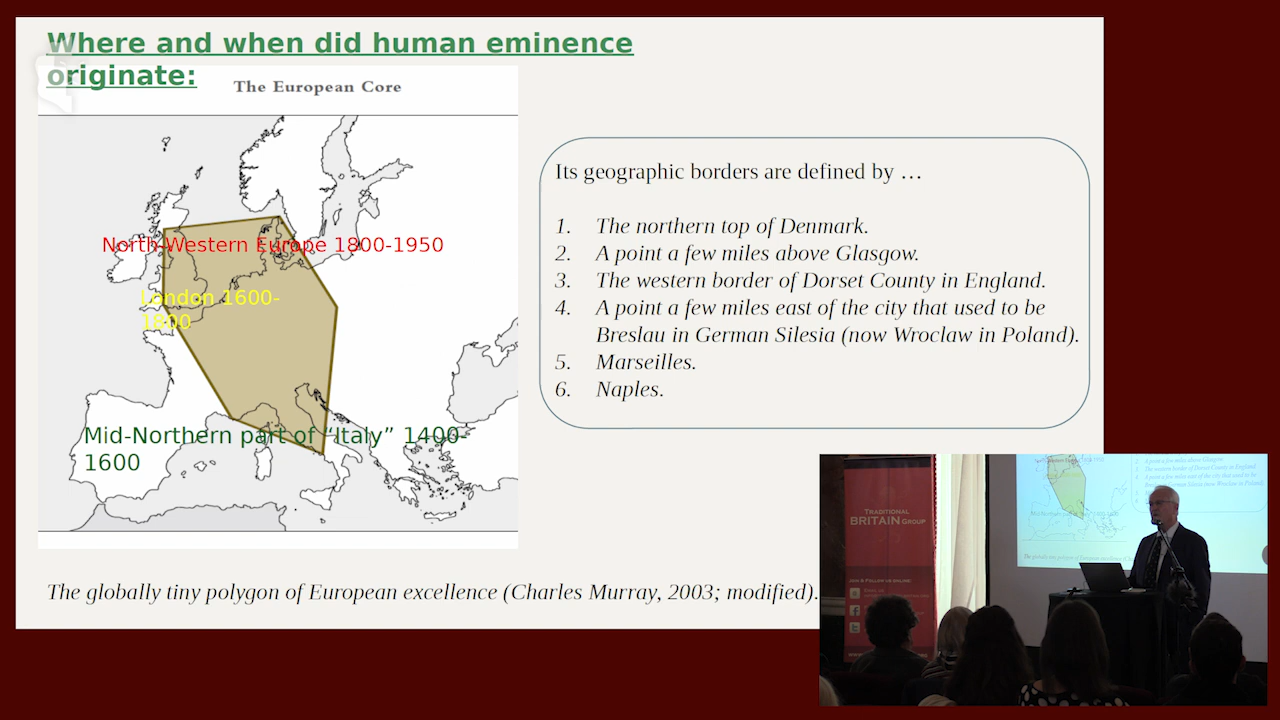 Where and when did human eminence
originate:
The European Core
North-Western Europe 1800-1950
London 1600-
1800
Mid-Northern part of “Italy” 1400-
1600
Its geographic borders are defined by …
1. The northern top of Denmark.
2. A point a few miles above Glasgow.
3. The western border of Dorset County in England.
4. A point a few miles east of the city that used to be
Breslau in German Silesia (now Wroclaw in Poland).
5. Marseilles.
6. Naples.
The globally tiny polygon of European excellence (Charles Murray, 2003; modified).
TRADITIONAL
BRITAIN GROUP